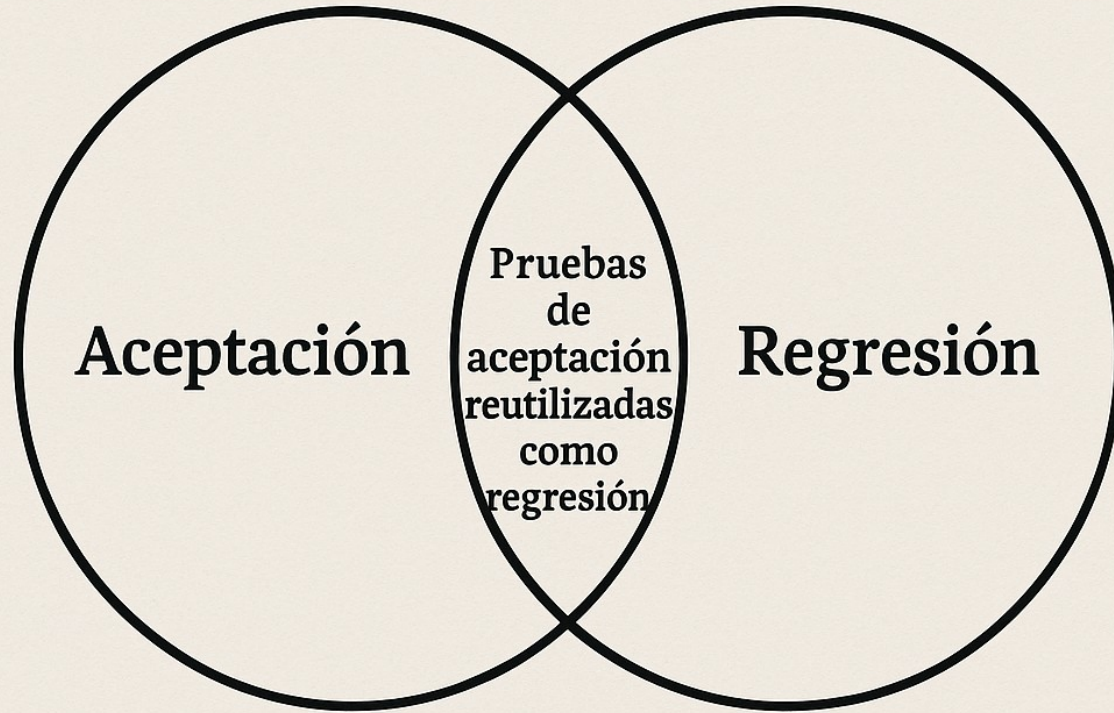 Aceptación
Pruebas
de
aceptación
reutilizadas
como
regresión
Regresión